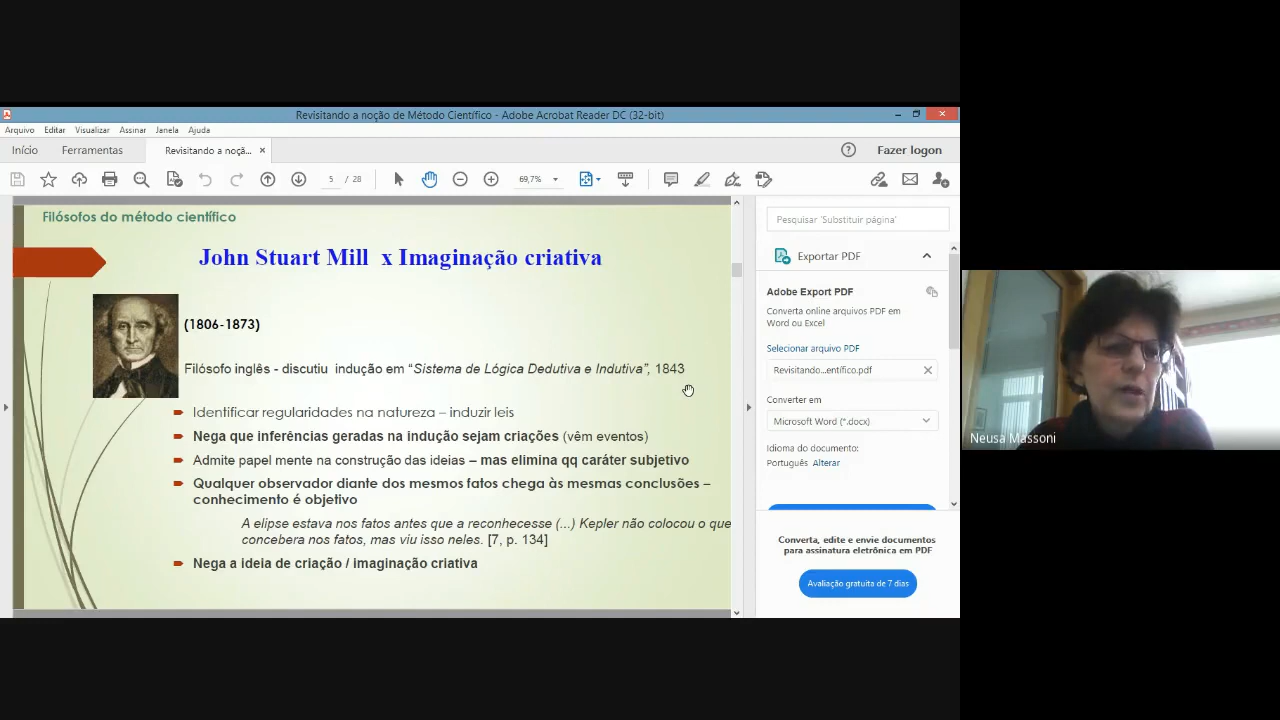 Revisitando a noção de Método Científico - Adobe Acrobat Reader DC (32-bit)
Arquivo Editar Visualizar Assinar Janela Ajuda
Início Ferramentas Revisitando a noçã... × Fazer logon
5 / 28 69,7%
Filósofos do método científico
John Stuart Mill x Imaginação criativa
(1806-1873)
Filósofo inglês - discutiu indução em “Sistema de Lógica Dedutiva e Indutiva”, 1843
Identificar regularidades na natureza – induzir leis
Nega que inferências geradas na indução sejam criações (vêm eventos)
Admite papel mente na construção das ideias – mas elimina qq caráter subjetivo
Qualquer observador diante dos mesmos fatos chega às mesmas conclusões –
conhecimento é objetivo
A elipse estava nos fatos antes que a reconhecesse (...) Kepler não colocou o que
concebera nos fatos, mas viu isso neles. [7, p. 134]
Nega a ideia de criação / imaginação criativa
Pesquisar 'Substituir página'
Exportar PDF
Adobe Export PDF
Converta online arquivos PDF em
Word ou Excel
Selecionar arquivo PDF
Revisitando...entífico.pdf
Converter em
Microsoft Word (*.docx)
Idioma do documento:
Português Alterar
Converta, edite e envie documentos
para assinatura eletrônica em PDF
Avaliação gratuita de 7 dias
Neusa Massoni